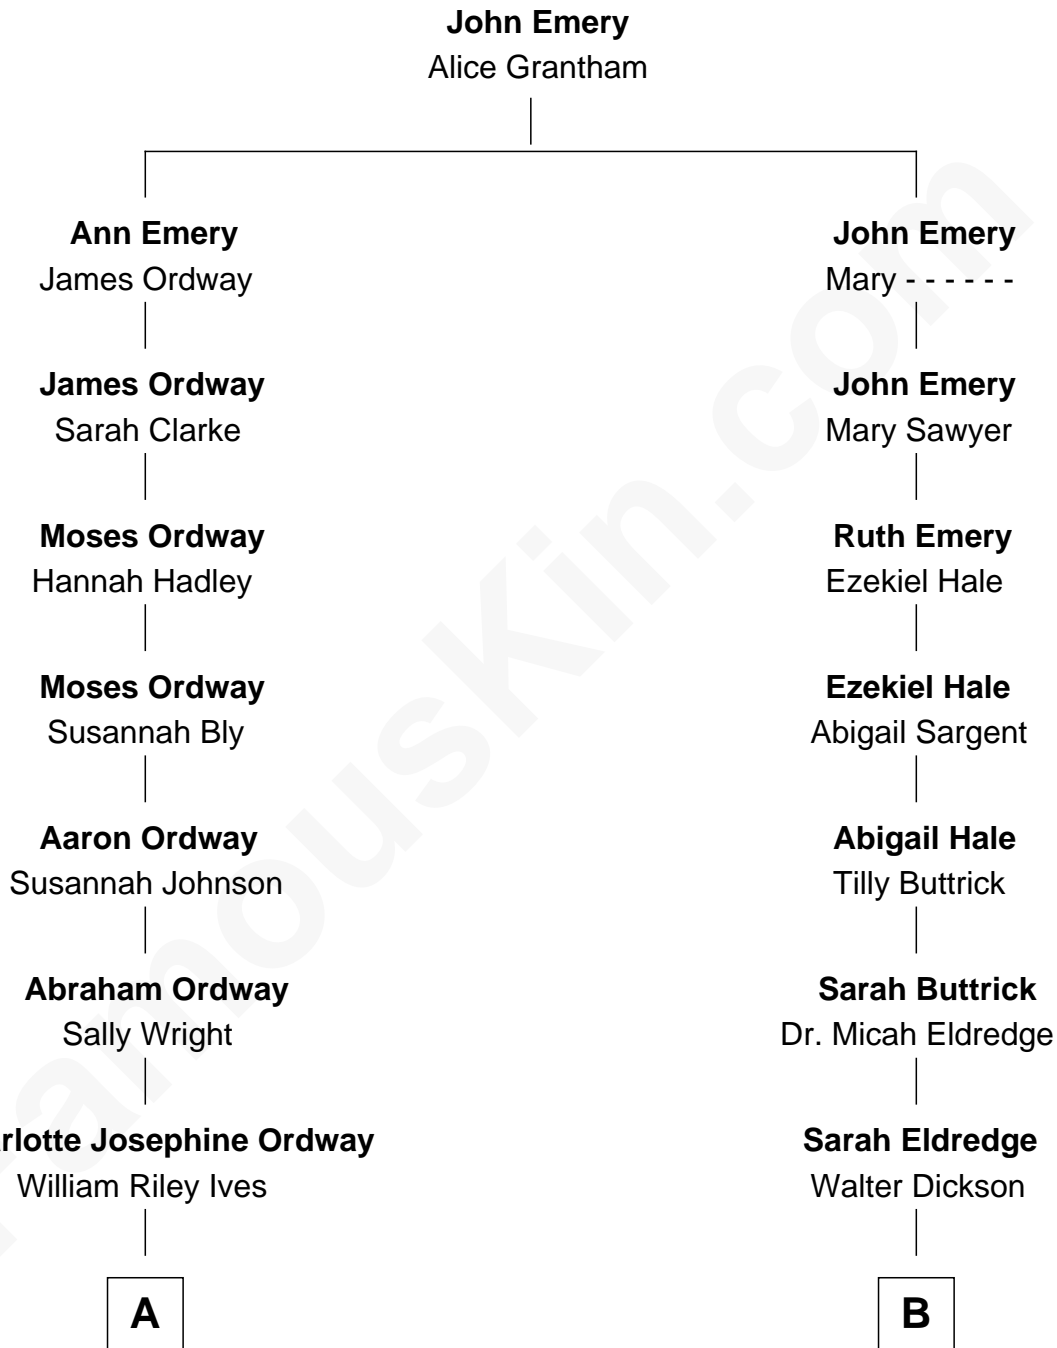 John Emery
Alice Grantham
Ann Emery
James Ordway
James Ordway
Sarah Clarke
Moses Ordway
Hannah Hadley
Moses Ordway
Susannah Bly
Aaron Ordway
Susannah Johnson
Abraham Ordway
Sally Wright
rlotte Josephine Ordway
William Riley Ives
A
John Emery
Mary - - - - - -
John Emery
Mary Sawyer
Ruth Emery
Ezekiel Hale
Ezekiel Hale
Abigail Sargent
Abigail Hale
Tilly Buttrick
Sarah Buttrick
Dr. Micah Eldredge
Sarah Eldredge
Walter Dickson
B
FamousKin.com